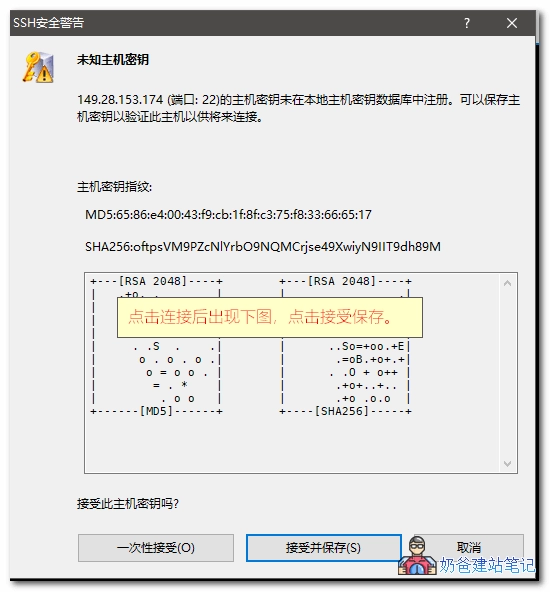 SSH安全警告
未知主机密钥
149.28.153.174 (端口: 22)的主机密钥未在本地主机密钥数据库中注册。可以保存主
机密钥以验证此主机以供将来连接。
主机密钥指纹:
MD5:65:86:e4:00:43:f9:cb:1f:8f:c3:75:f8:33:66:65:17
SHA256:oftpsVM9PZcNlYrbO9NQMCrjse49XwiyN9IIT9dh89M
+---[RSA 2048]----+ +---[RSA 2048]----+
点击连接后出现下图，点击接受保存。
| . .S . .| | ..So=+oo.+E|
| o . o . o .| | .=oB.+o+.+|
| o = o o . | | . .O + o++ |
| = . * | | .+o+..+.. |
| . o o | | .+o .o.o |
+------[MD5]------+ +----[SHA256]-----+
接受此主机密钥吗?
一次性接受(O) 接受并保存(S) 取消
奶爸建站笔记